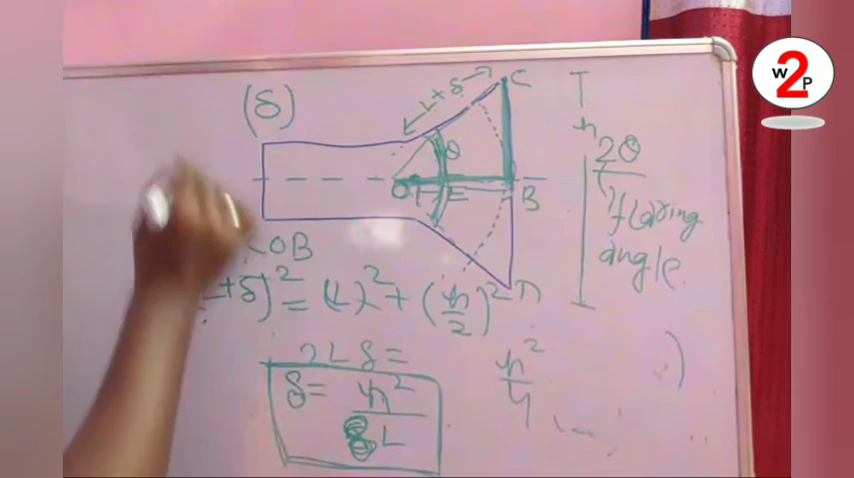 W2P
(δ)
L+δ
C
θ
O
E
B
D
h
2θ
flaring
angle
OB
+δ)² = (L)² + (h/2)²
2Lδ = h²/4
δ = h²/8L